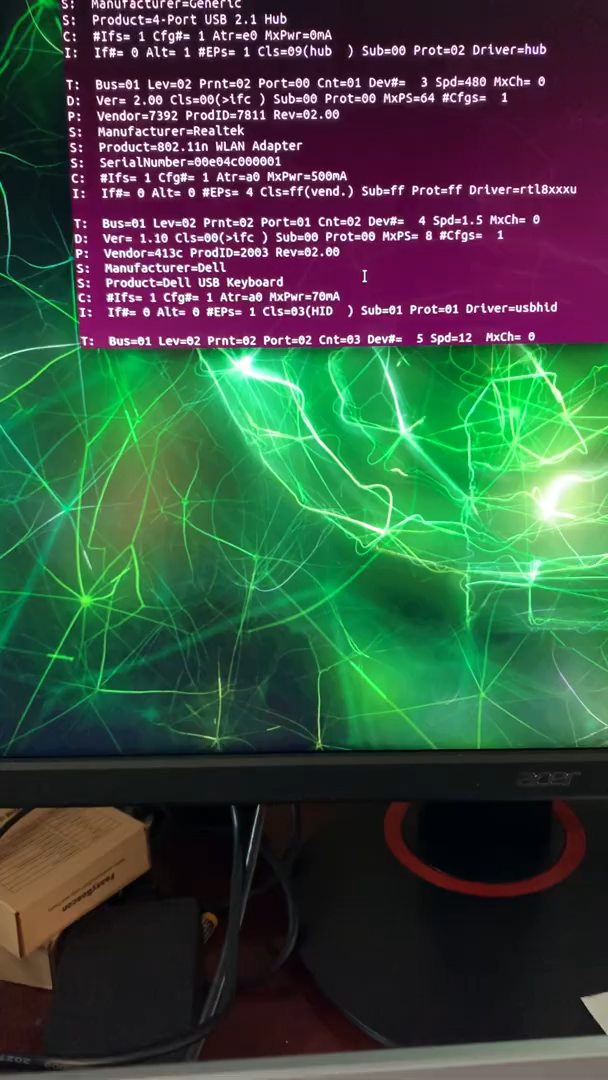 S:  Manufacturer=Generic
S:  Product=4-Port USB 2.1 Hub
C:  #Ifs= 1 Cfg#= 1 Atr=e0 MxPwr=0mA
I:  If#= 0 Alt= 1 #EPs= 1 Cls=09(hub  ) Sub=00 Prot=02 Driver=hub
T:  Bus=01 Lev=02 Prnt=02 Port=00 Cnt=01 Dev#=  3 Spd=480 MxCh= 0
D:  Ver= 2.00 Cls=00(>ifc ) Sub=00 Prot=00 MxPS=64 #Cfgs=  1
P:  Vendor=7392 ProdID=7811 Rev=02.00
S:  Manufacturer=Realtek
S:  Product=802.11n WLAN Adapter
S:  SerialNumber=00e04c000001
C:  #Ifs= 1 Cfg#= 1 Atr=a0 MxPwr=500mA
I:  If#= 0 Alt= 0 #EPs= 4 Cls=ff(vend.) Sub=ff Prot=ff Driver=rtl8xxxu
T:  Bus=01 Lev=02 Prnt=02 Port=01 Cnt=02 Dev#=  4 Spd=1.5 MxCh= 0
D:  Ver= 1.10 Cls=00(>ifc ) Sub=00 Prot=00 MxPS= 8 #Cfgs=  1
P:  Vendor=413c ProdID=2003 Rev=02.00
S:  Manufacturer=Dell
S:  Product=Dell USB Keyboard
C:  #Ifs= 1 Cfg#= 1 Atr=a0 MxPwr=70mA
I:  If#= 0 Alt= 0 #EPs= 1 Cls=03(HID  ) Sub=01 Prot=01 Driver=usbhid
T:  Bus=01 Lev=02 Prnt=02 Port=02 Cnt=03 Dev#=  5 Spd=12  MxCh= 0
acer